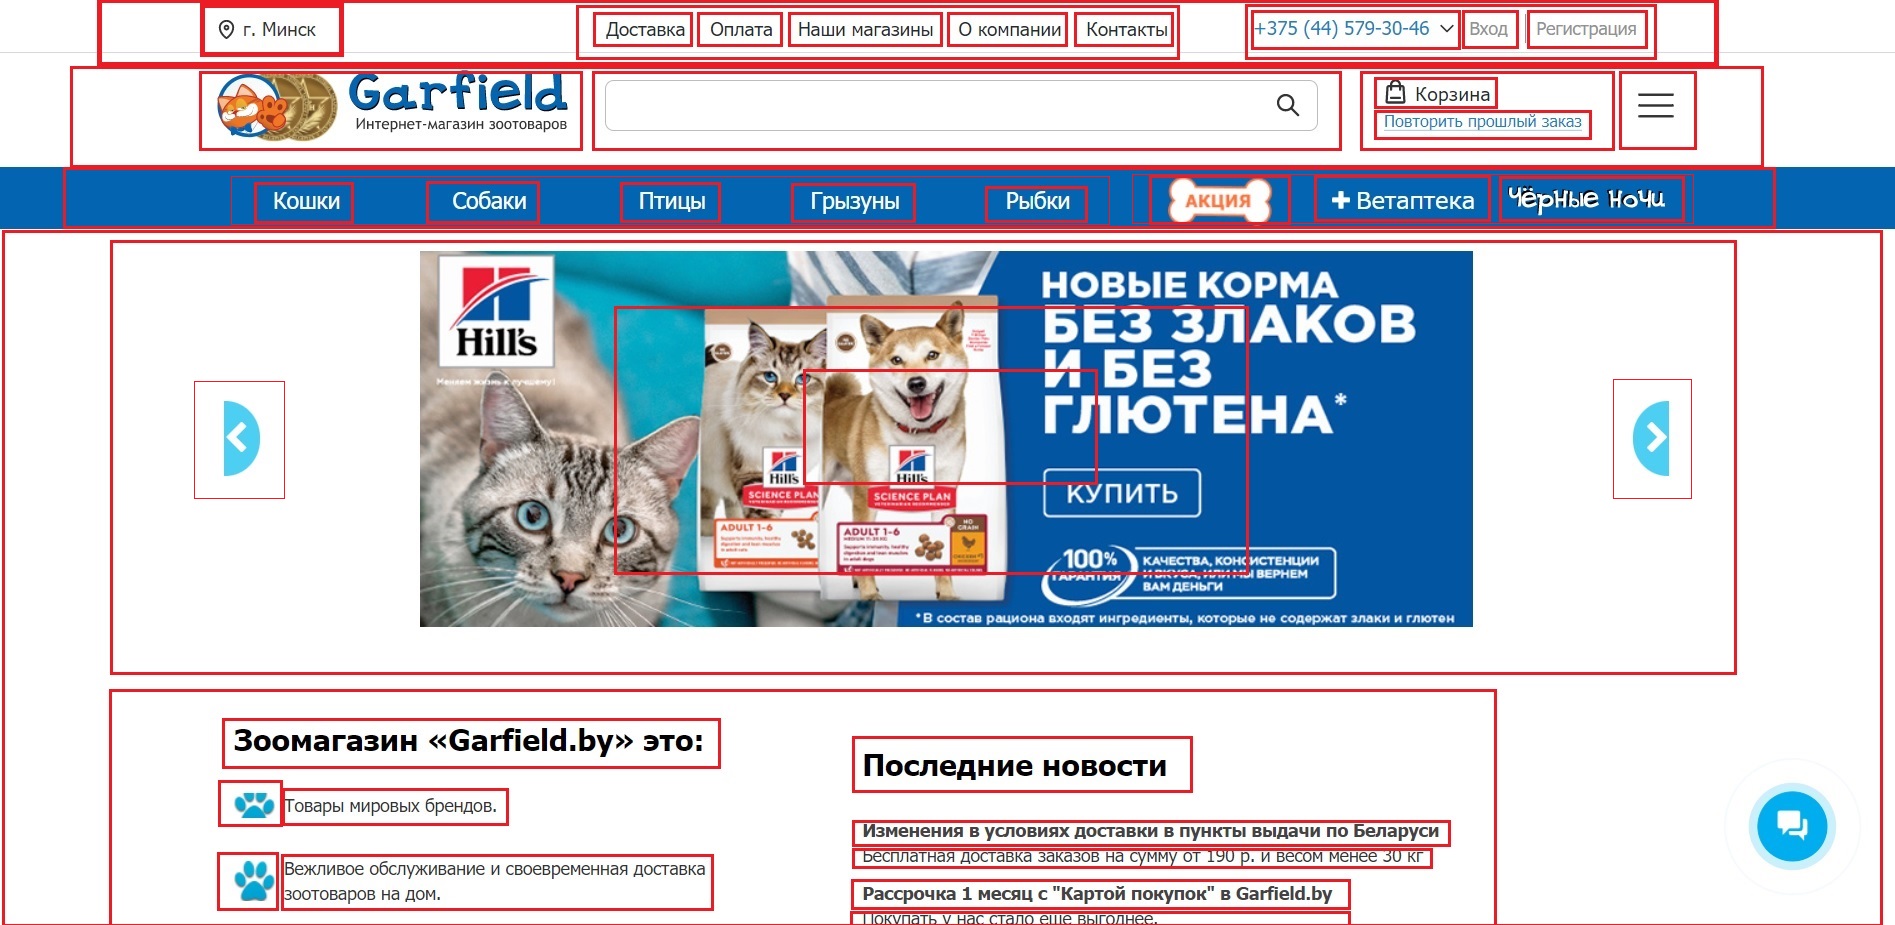 г. Минск
Доставка Оплата Наши магазины О компании Контакты
+375 (44) 579-30-46 Вход Регистрация
Garfield
Интернет-магазин зоотоваров
Корзина
Повторить прошлый заказ
Кошки Собаки Птицы Грызуны Рыбки АКЦИЯ + Ветаптека Чёрные ночи
Hill's
Меняем жизнь к лучшему!
НОВЫЕ КОРМА
БЕЗ ЗЛАКОВ
И БЕЗ
ГЛЮТЕНА*
Hill's
SCIENCE PLAN
ADULT 1-6
Hill's
SCIENCE PLAN
ADULT 1-6
NO GRAIN
CHICKEN
КУПИТЬ
100%
ГАРАНТИЯ
КАЧЕСТВА, КОНСИСТЕНЦИИ
И ВКУСА, ИЛИ МЫ ВЕРНЕМ
ВАМ ДЕНЬГИ
*В состав рациона входят ингредиенты, которые не содержат злаки и глютен
Зоомагазин «Garfield.by» это:
Товары мировых брендов.
Вежливое обслуживание и своевременная доставка
зоотоваров на дом.
Последние новости
Изменения в условиях доставки в пункты выдачи по Беларуси
Бесплатная доставка заказов на сумму от 190 р. и весом менее 30 кг
Рассрочка 1 месяц с "Картой покупок" в Garfield.by
Покупать у нас стало еще выгоднее.